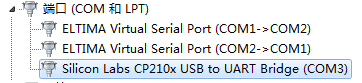 端口 (COM 和 LPT)
ELTIMA Virtual Serial Port (COM1->COM2)
ELTIMA Virtual Serial Port (COM2->COM1)
Silicon Labs CP210x USB to UART Bridge (COM3)